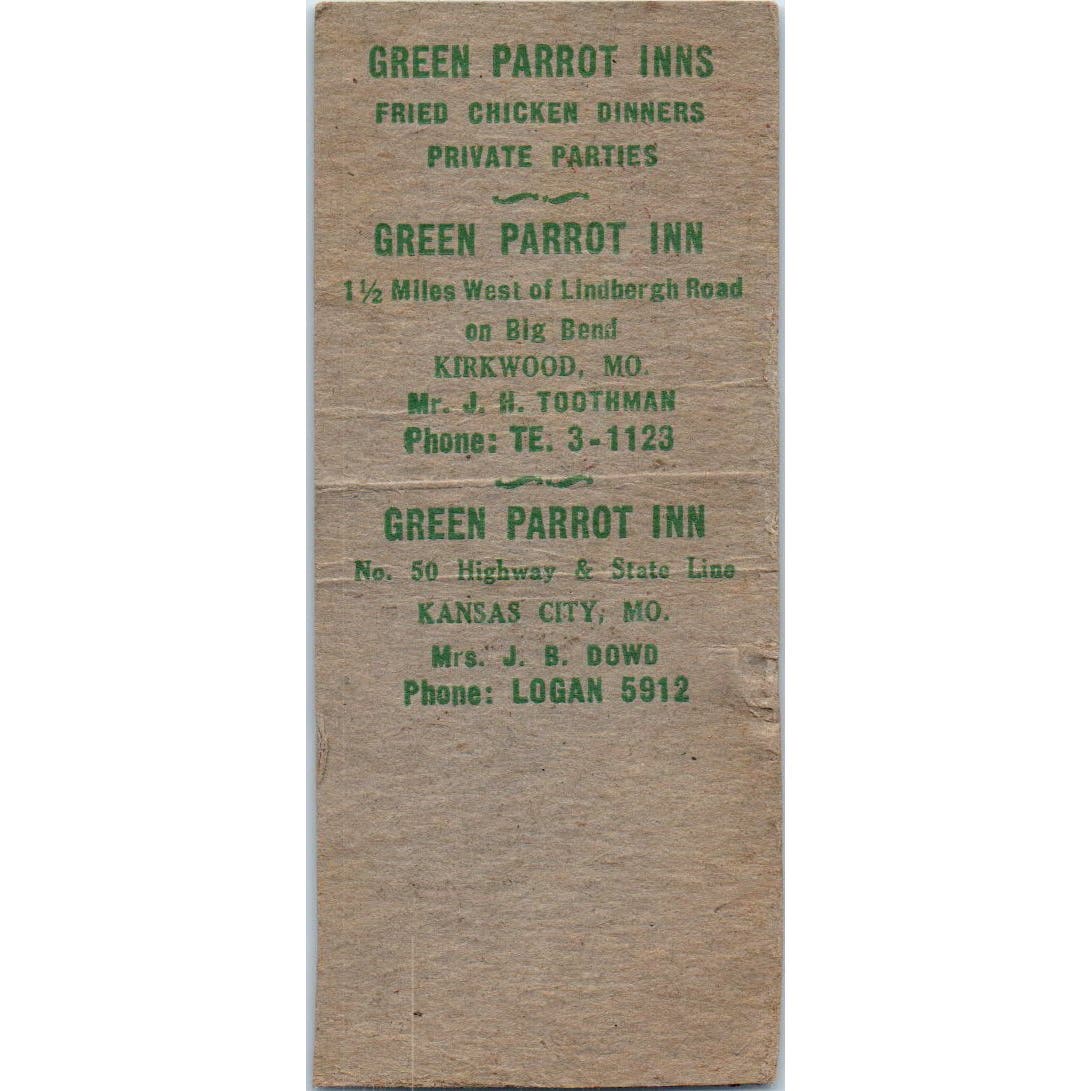 GREEN PARROT INNS
FRIED CHICKEN DINNERS
PRIVATE PARTIES
GREEN PARROT INN
1½ Miles West of Lindbergh Road
on Big Bend
KIRKWOOD, MO.
Mr. J. H. TOOTHMAN
Phone: TE. 3-1123
GREEN PARROT INN
No. 50 Highway & State Line
KANSAS CITY, MO.
Mrs. J. B. DOWD
Phone: LOGAN 5912